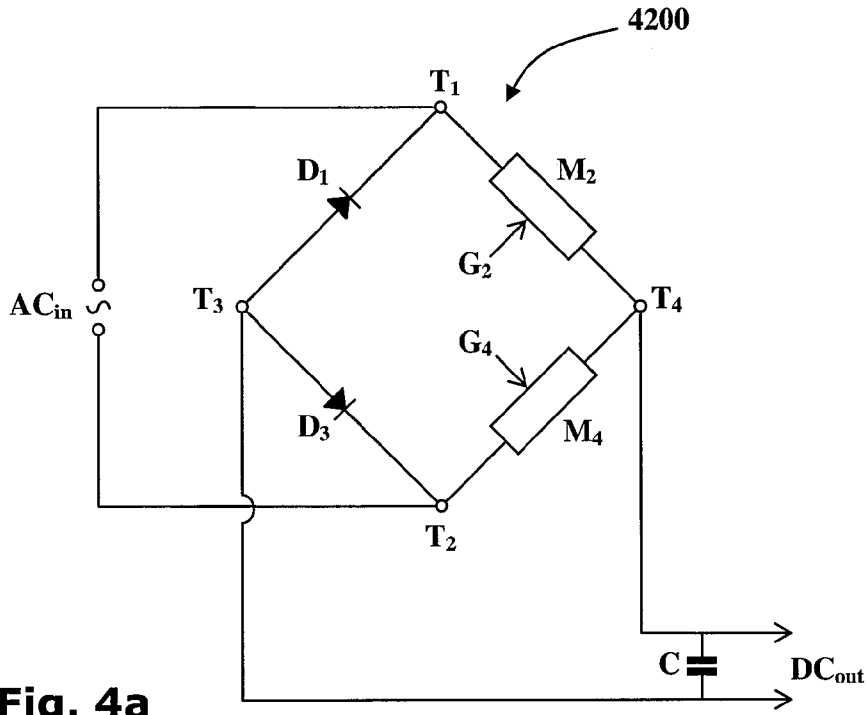 4200
T₁
D₁
M₂
G₂
ACᵢₙ
T₃
T₄
G₄
D₃
M₄
T₂
C
DCₒᵤₜ
Fig. 4a